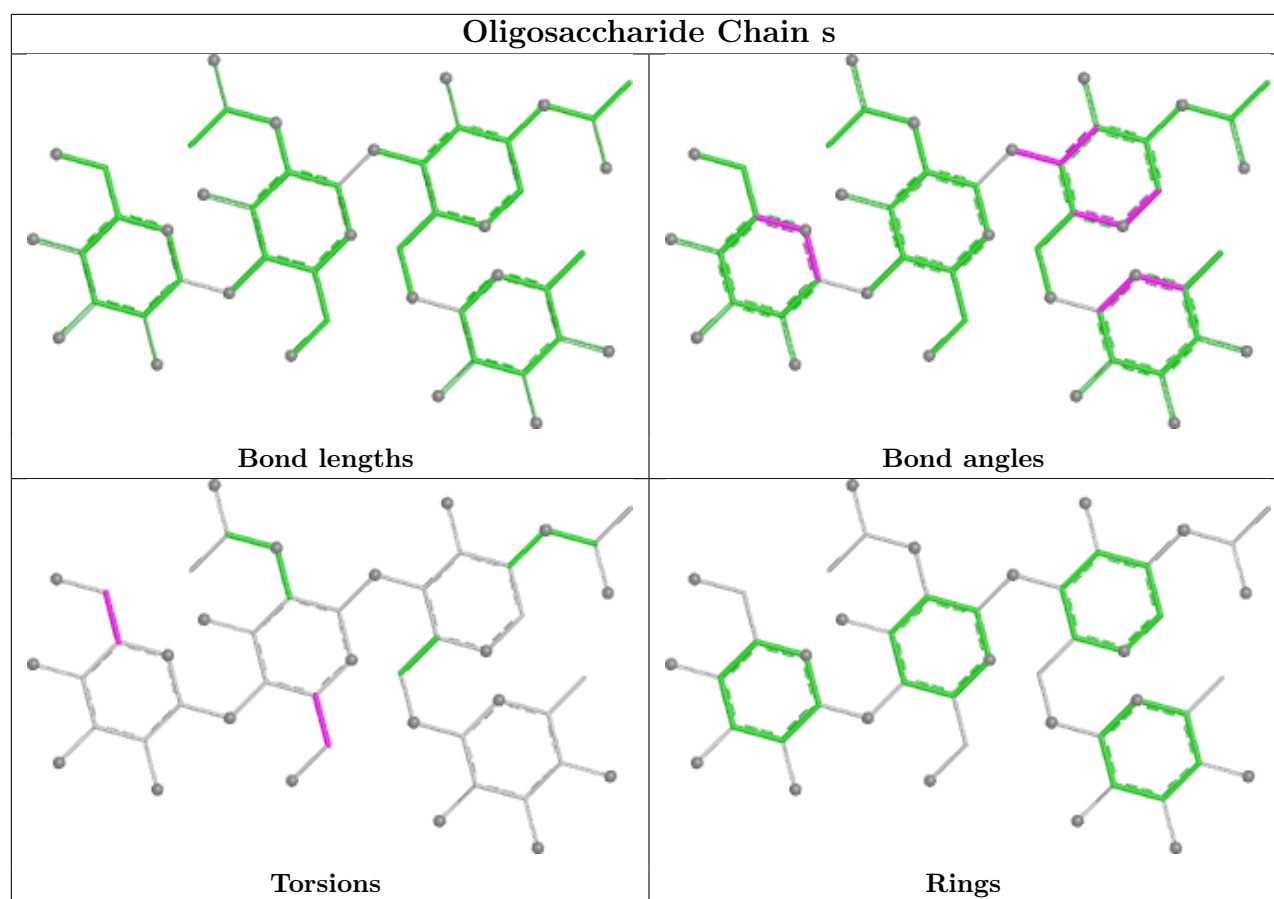 Oligosaccharide Chain s
Bond lengths
Bond angles
Torsions
Rings